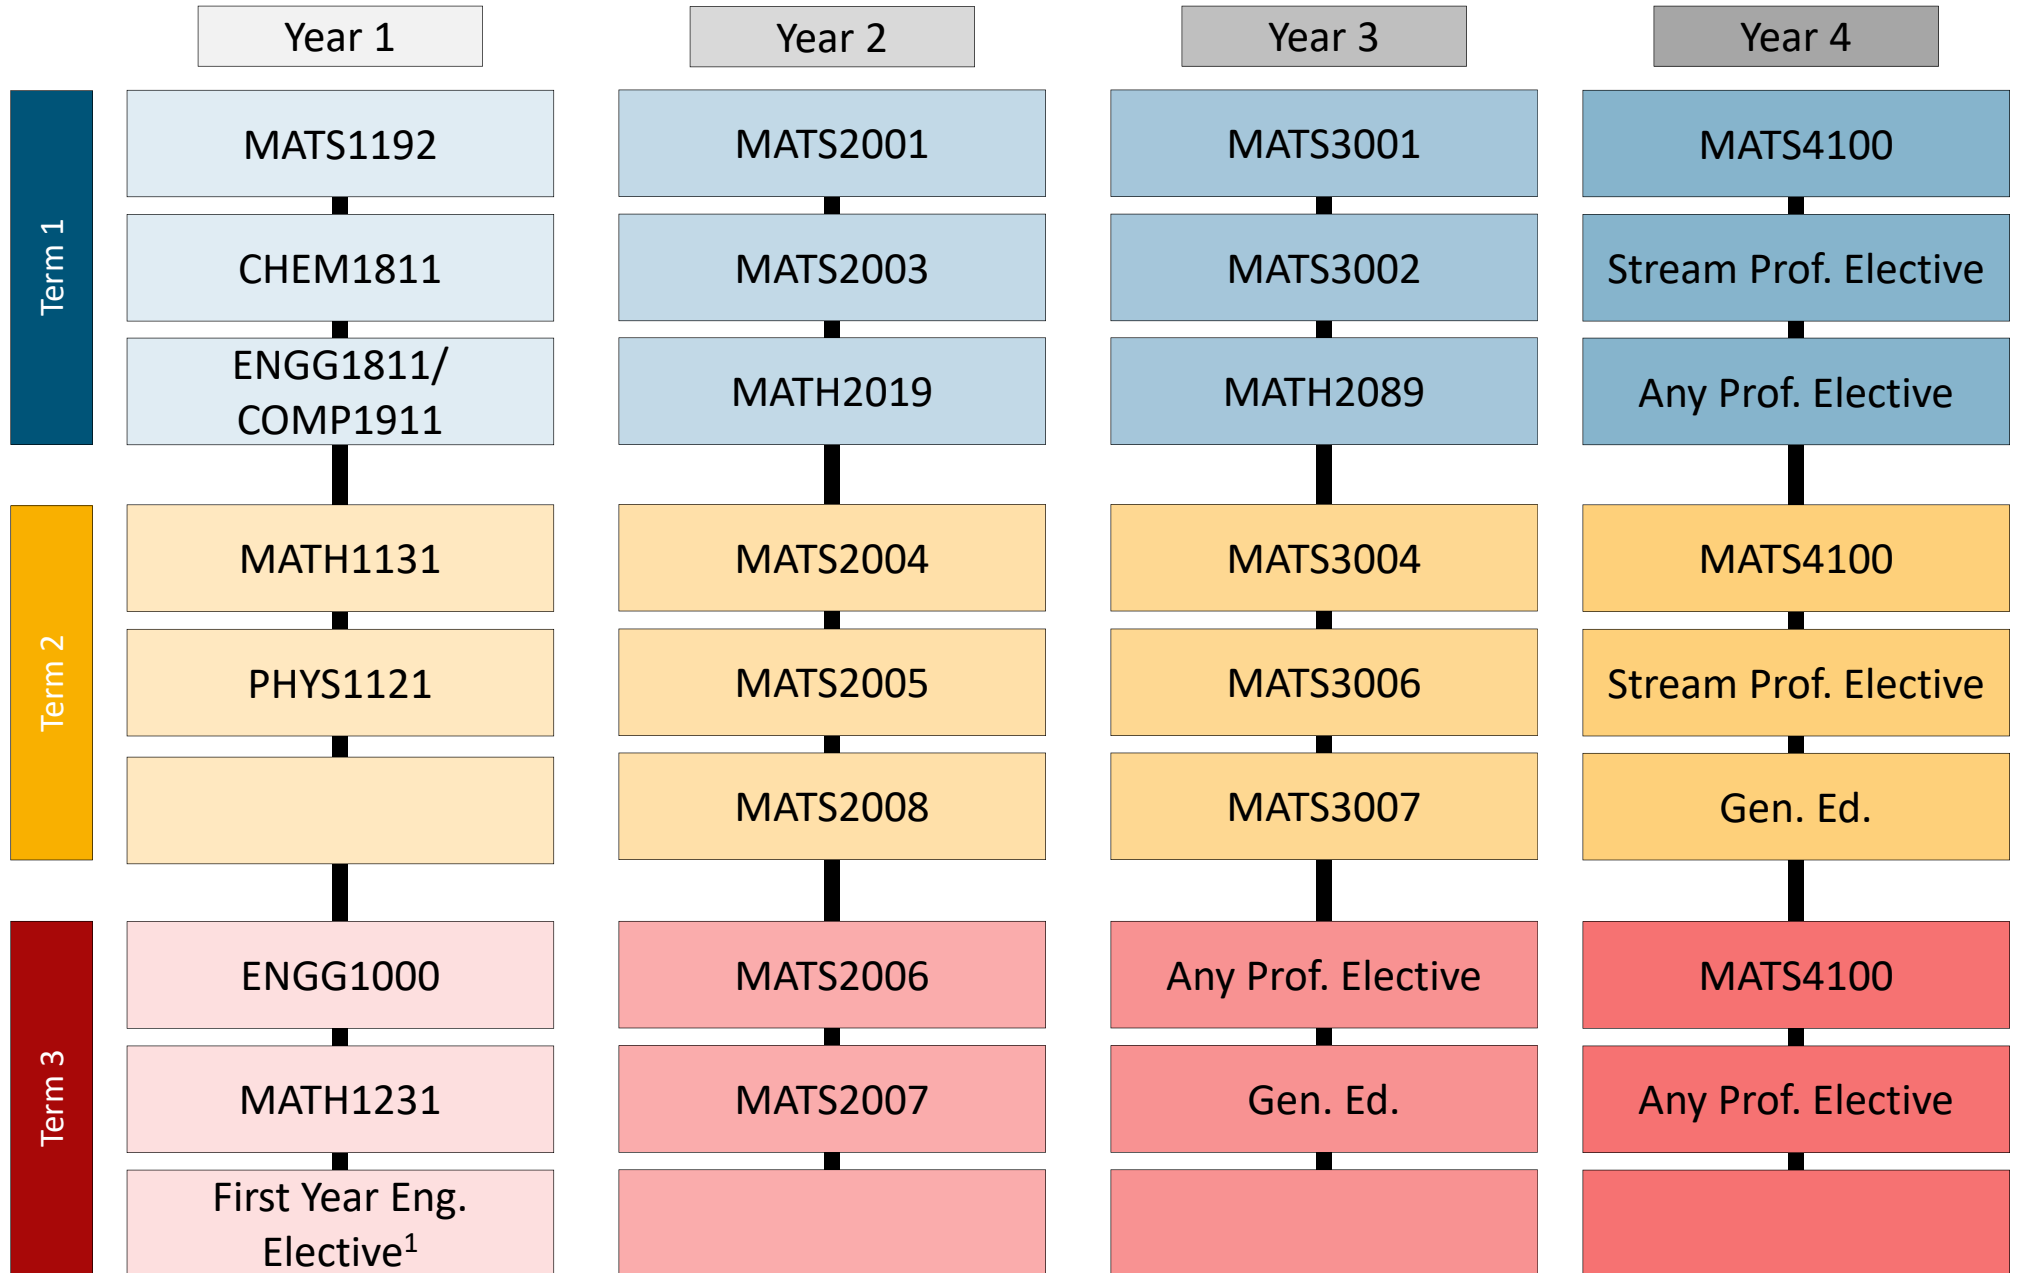 Year 1
Year 2
Year 3
Year 4
Term 1
MATS1192
MATS2001
MATS3001
MATS4100
CHEM1811
MATS2003
MATS3002
Stream Prof. Elective
ENGG1811/
COMP1911
MATH2019
MATH2089
Any Prof. Elective
Term 2
MATH1131
MATS2004
MATS3004
MATS4100
PHYS1121
MATS2005
MATS3006
Stream Prof. Elective
MATS2008
MATS3007
Gen. Ed.
Term 3
ENGG1000
MATS2006
Any Prof. Elective
MATS4100
MATH1231
MATS2007
Gen. Ed.
Any Prof. Elective
First Year Eng.
Elective¹